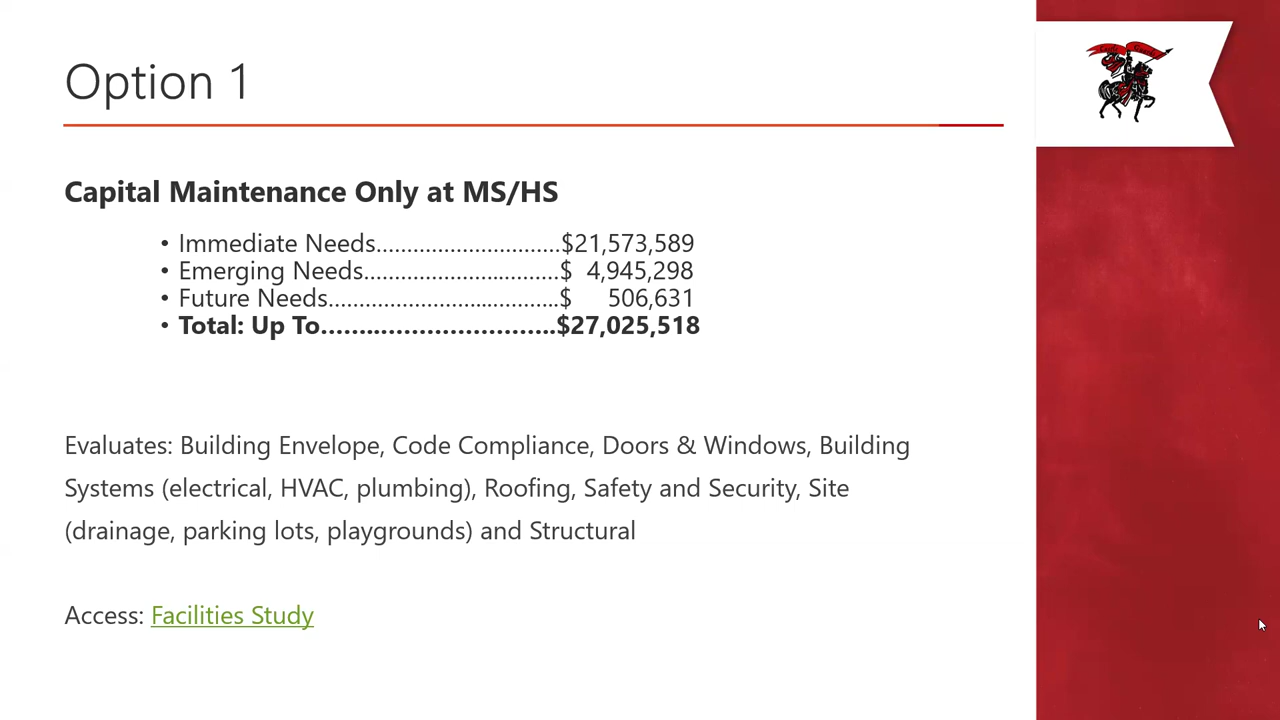 Option 1
Capital Maintenance Only at MS/HS
• Immediate Needs..............................$21,573,589
• Emerging Needs................................$ 4,945,298
• Future Needs.....................................$ 506,631
• Total: Up To……..…………………..$27,025,518
Evaluates: Building Envelope, Code Compliance, Doors & Windows, Building
Systems (electrical, HVAC, plumbing), Roofing, Safety and Security, Site
(drainage, parking lots, playgrounds) and Structural
Access: Facilities Study